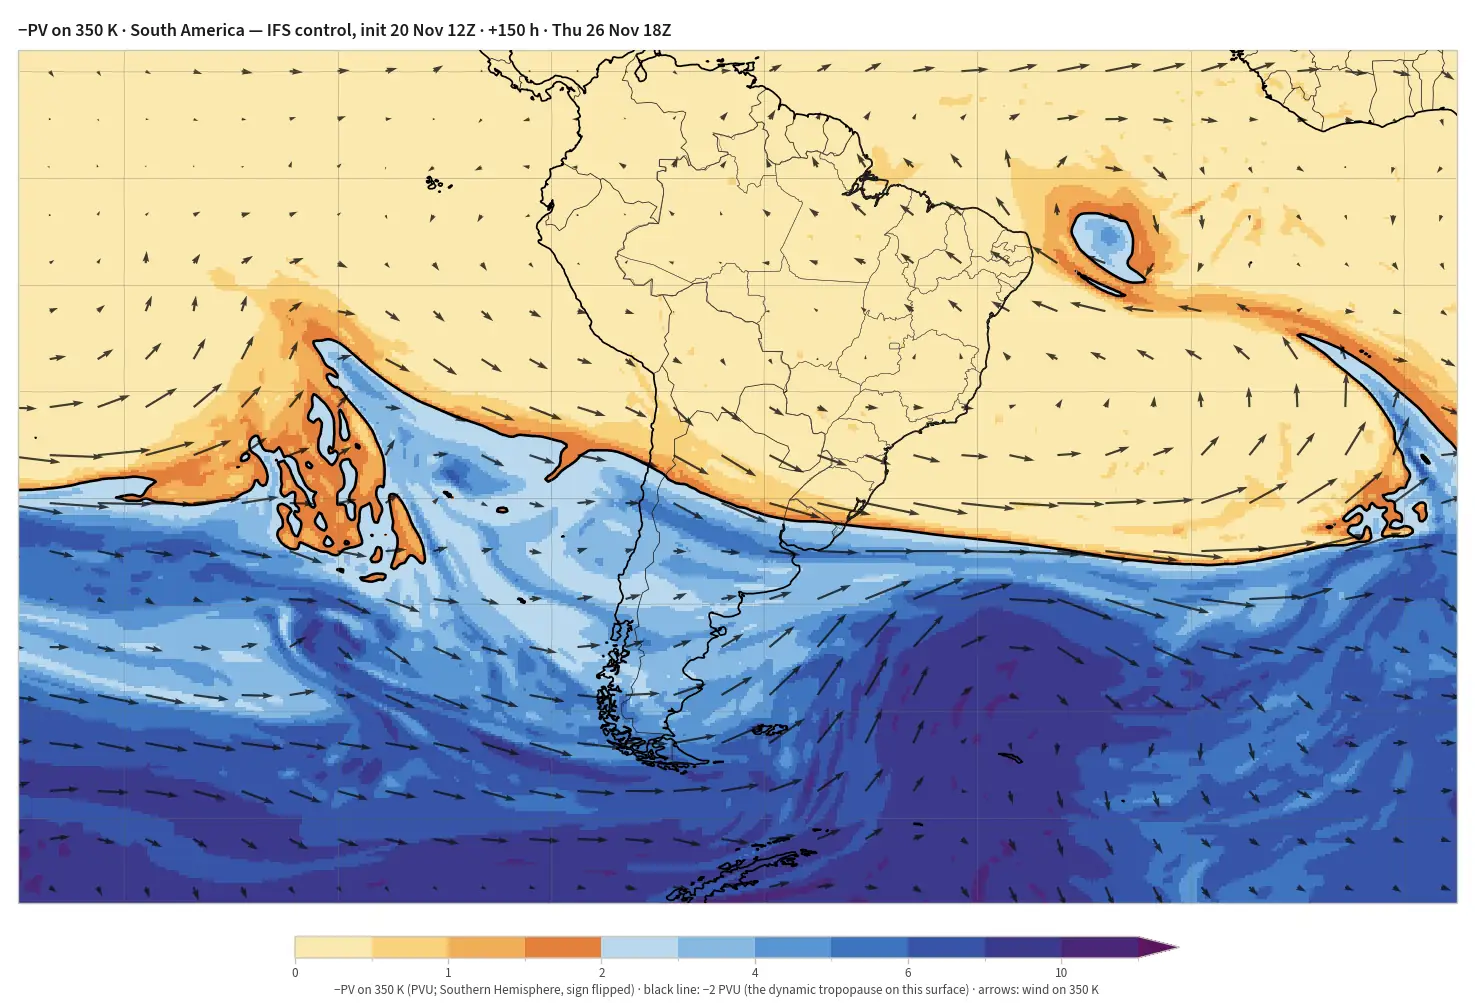 −PV on 350 K · South America — IFS control, init 20 Nov 12Z · +150 h · Thu 26 Nov 18Z
0 1 2 4 6 10
−PV on 350 K (PVU; Southern Hemisphere, sign flipped) · black line: −2 PVU (the dynamic tropopause on this surface) · arrows: wind on 350 K